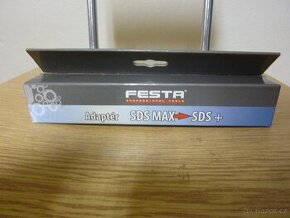 FESTA
PROFESSIONAL TOOLS
Adaptér SDS MAX SDS +